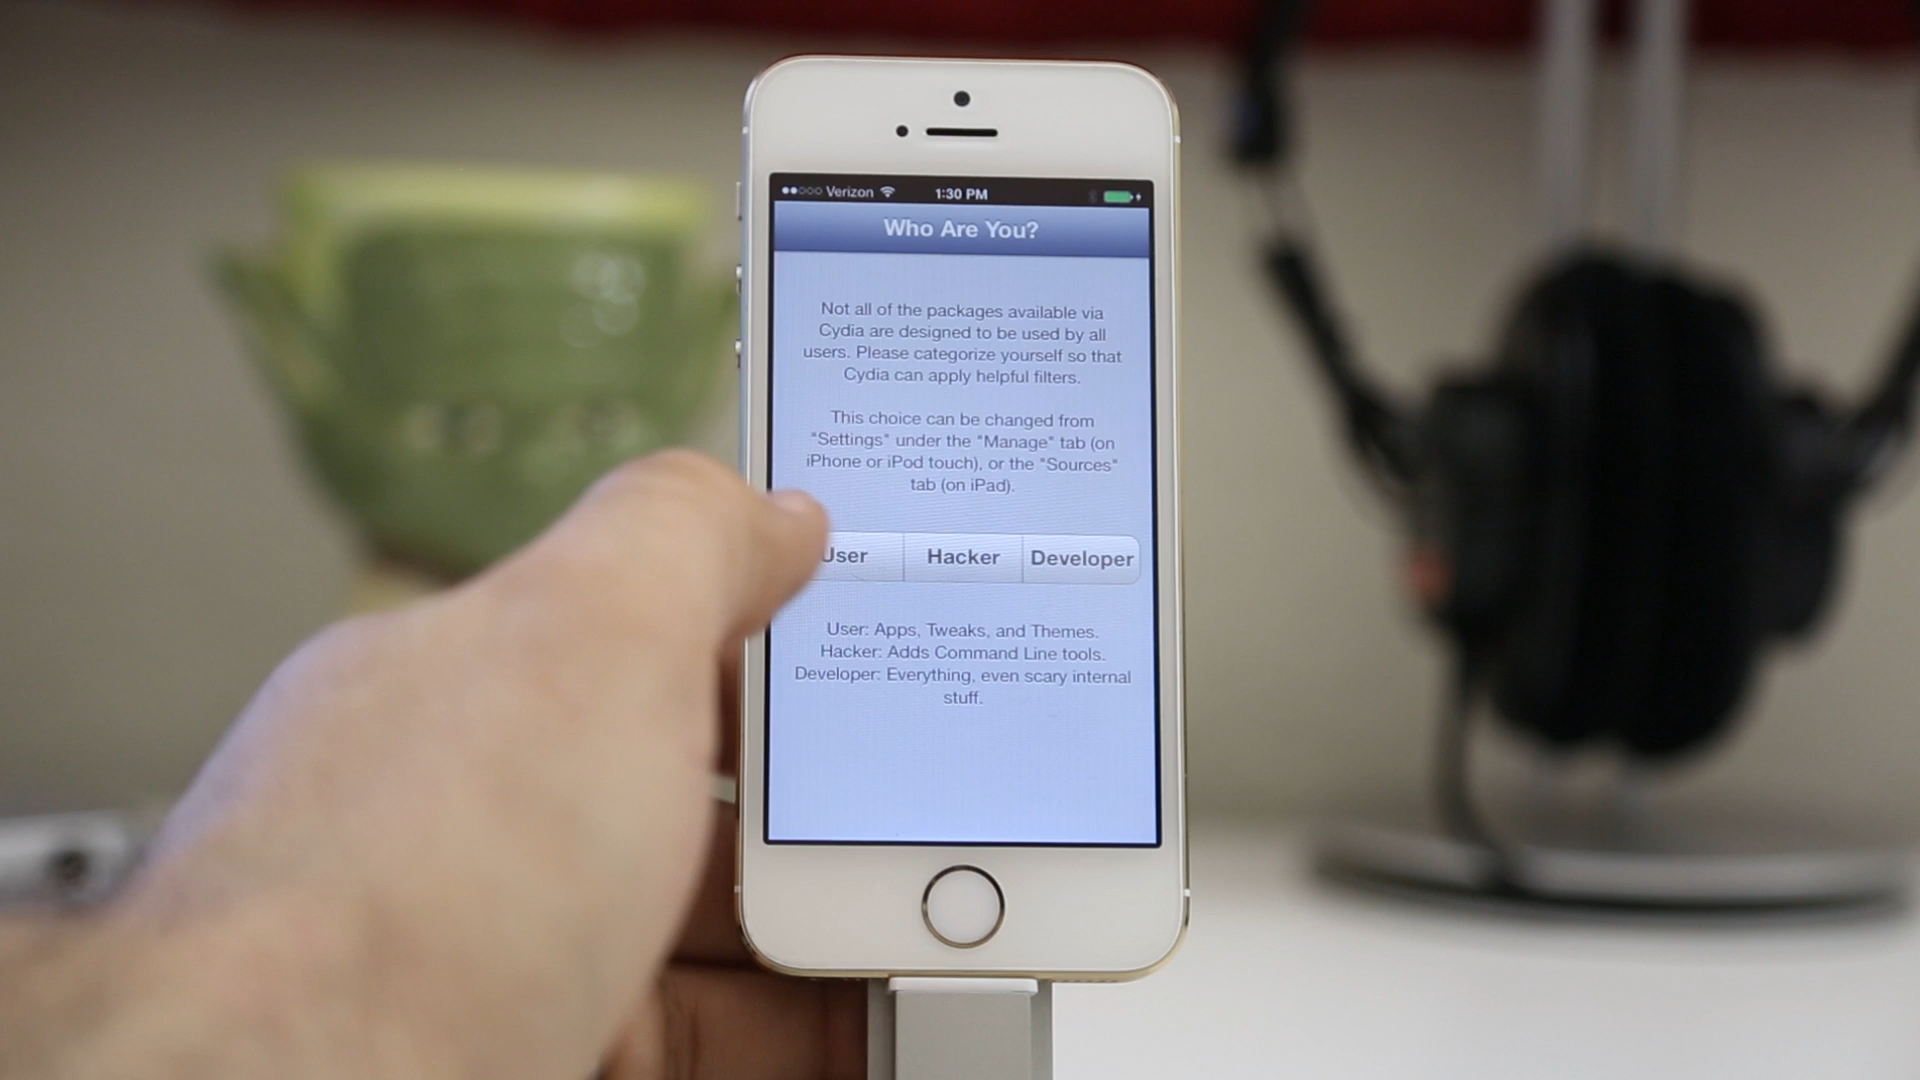 Verizon 1:30 PM
Who Are You?
Not all of the packages available via
Cydia are designed to be used by all
users. Please categorize yourself so that
Cydia can apply helpful filters.
This choice can be changed from
"Settings" under the "Manage" tab (on
iPhone or iPod touch), or the "Sources"
tab (on iPad).
User Hacker Developer
User: Apps, Tweaks, and Themes.
Hacker: Adds Command Line tools.
Developer: Everything, even scary internal
stuff.